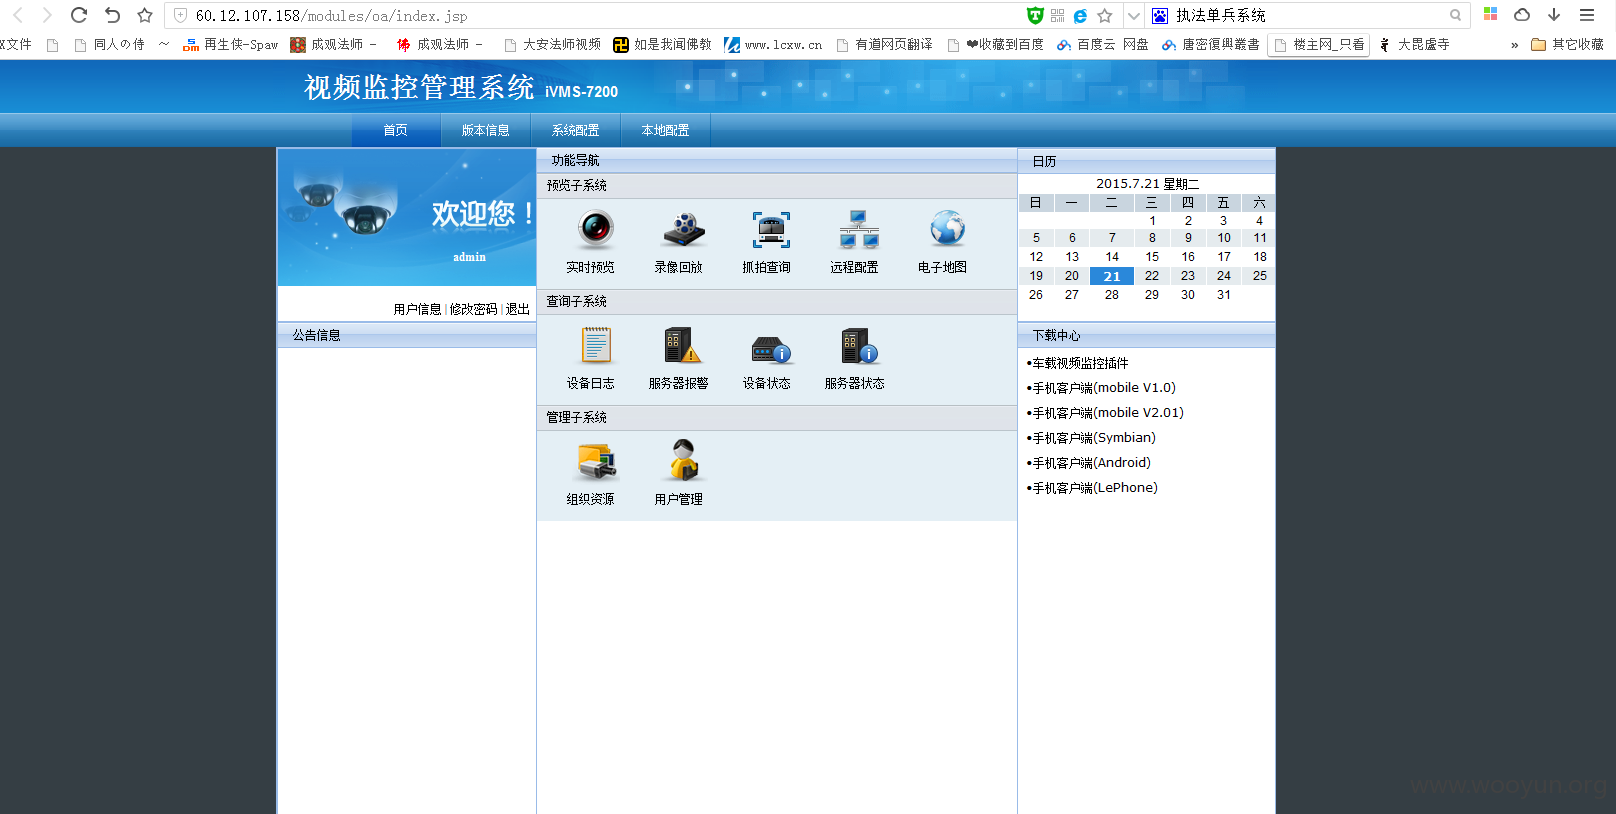 60.12.107.158/modules/oa/index.jsp
执法单兵系统
X文件 同人の侍 ~ 再生侠-Spaw 成观法师 - 成观法师 - 大安法师视频 如是我闻佛教 www.lcxw.cn 有道网页翻译 ❤收藏到百度 百度云 网盘 唐密復興叢書 楼主网_只看 大毘盧寺 » 其它收藏
视频监控管理系统 iVMS-7200
首页 版本信息 系统配置 本地配置
欢迎您！
admin
用户信息 | 修改密码 | 退出
公告信息
功能导航
预览子系统
实时预览 录像回放 抓拍查询 远程配置 电子地图
查询子系统
设备日志 服务器报警 设备状态 服务器状态
管理子系统
组织资源 用户管理
日历
2015.7.21 星期二
日 一 二 三 四 五 六
1 2 3 4
5 6 7 8 9 10 11
12 13 14 15 16 17 18
19 20 21 22 23 24 25
26 27 28 29 30 31
下载中心
•车载视频监控插件
•手机客户端(mobile V1.0)
•手机客户端(mobile V2.01)
•手机客户端(Symbian)
•手机客户端(Android)
•手机客户端(LePhone)
www.wooyun.org